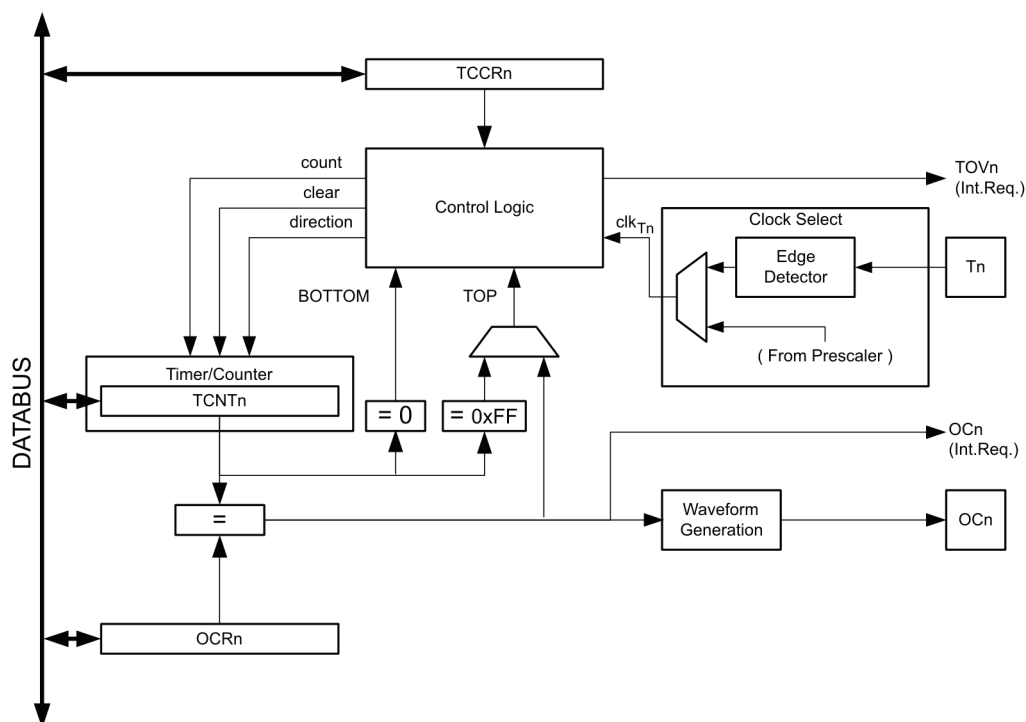 TCCRn
count
clear
direction
Control Logic
TOVn
(Int.Req.)
clkTn
Clock Select
Edge
Detector
Tn
( From Prescaler )
BOTTOM
TOP
DATABUS
Timer/Counter
TCNTn
= 0
= 0xFF
OCn
(Int.Req.)
=
Waveform
Generation
OCn
OCRn